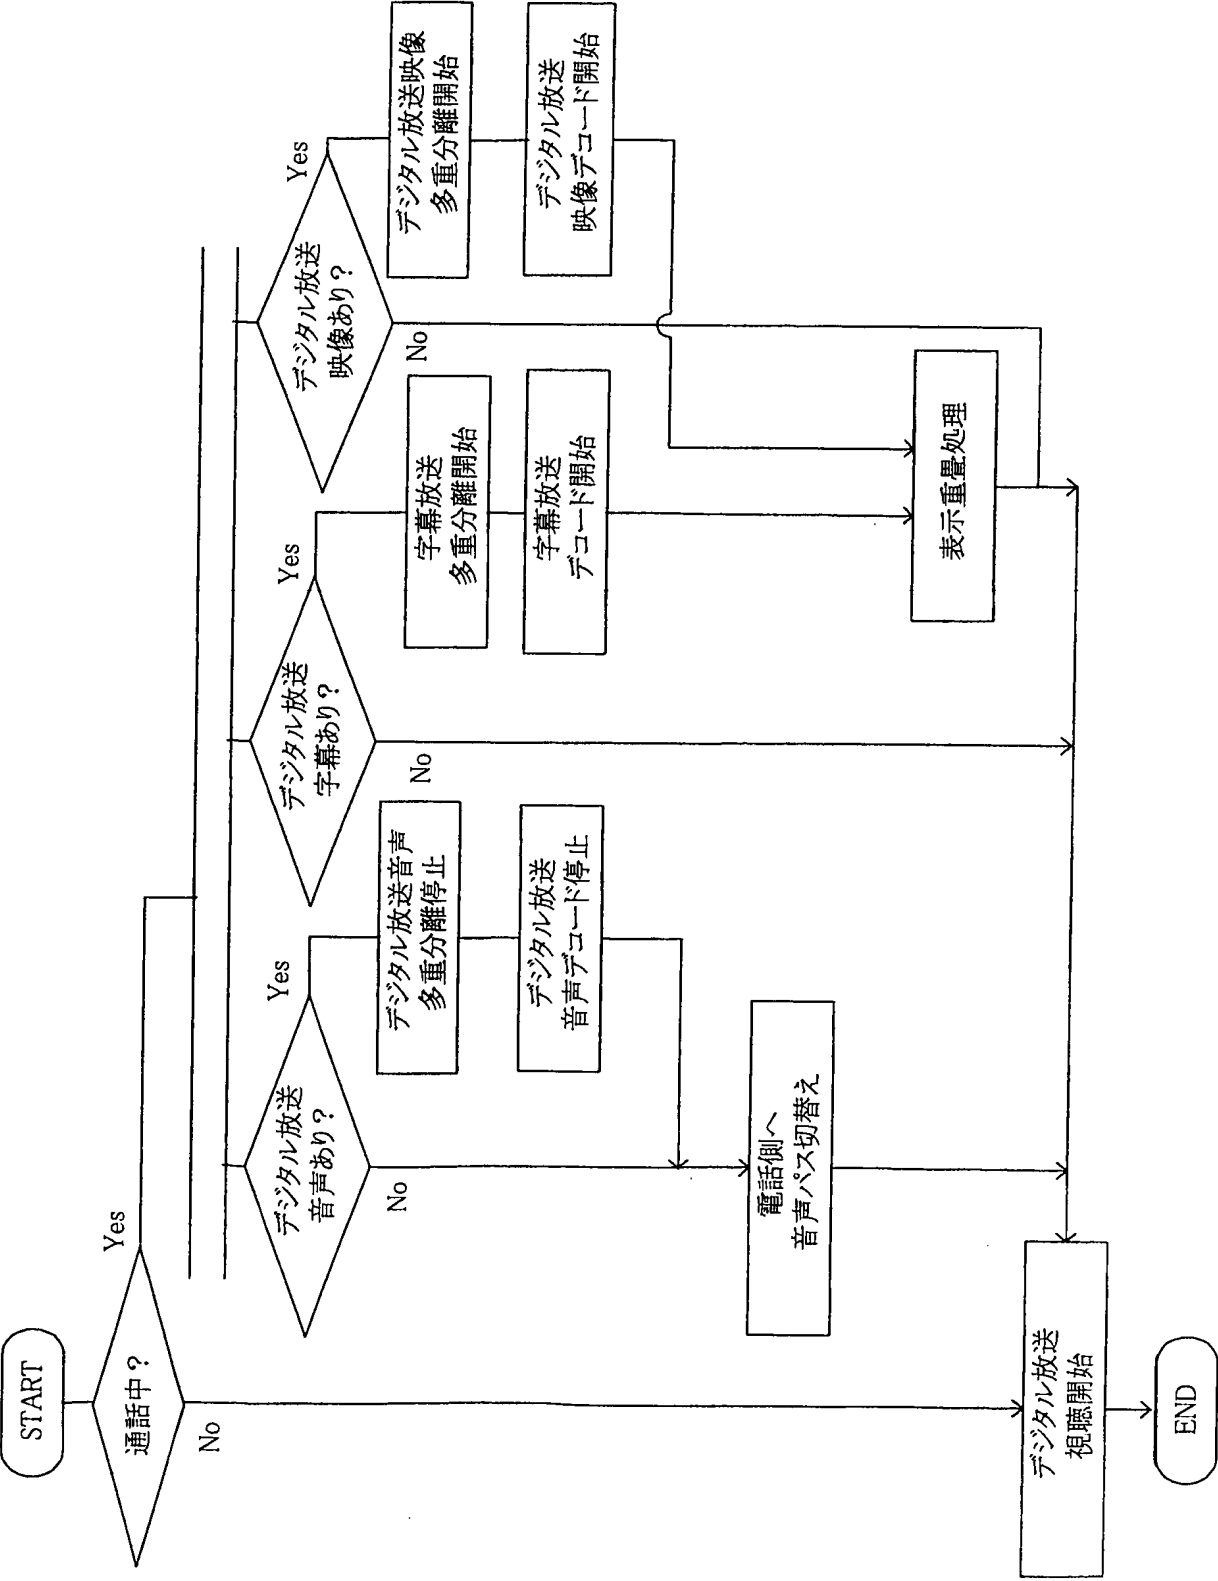 START
通話中？
Yes
No
デジタル放送
音声あり？
Yes
No
デジタル放送音声
多重分離停止
デジタル放送
音声デコード停止
電話側へ
音声パス切替え
デジタル放送
字幕あり？
Yes
No
字幕放送
多重分離開始
字幕放送
デコード開始
デジタル放送
映像あり？
Yes
No
デジタル放送映像
多重分離開始
デジタル放送
映像デコード開始
表示重畳処理
デジタル放送
視聴開始
END